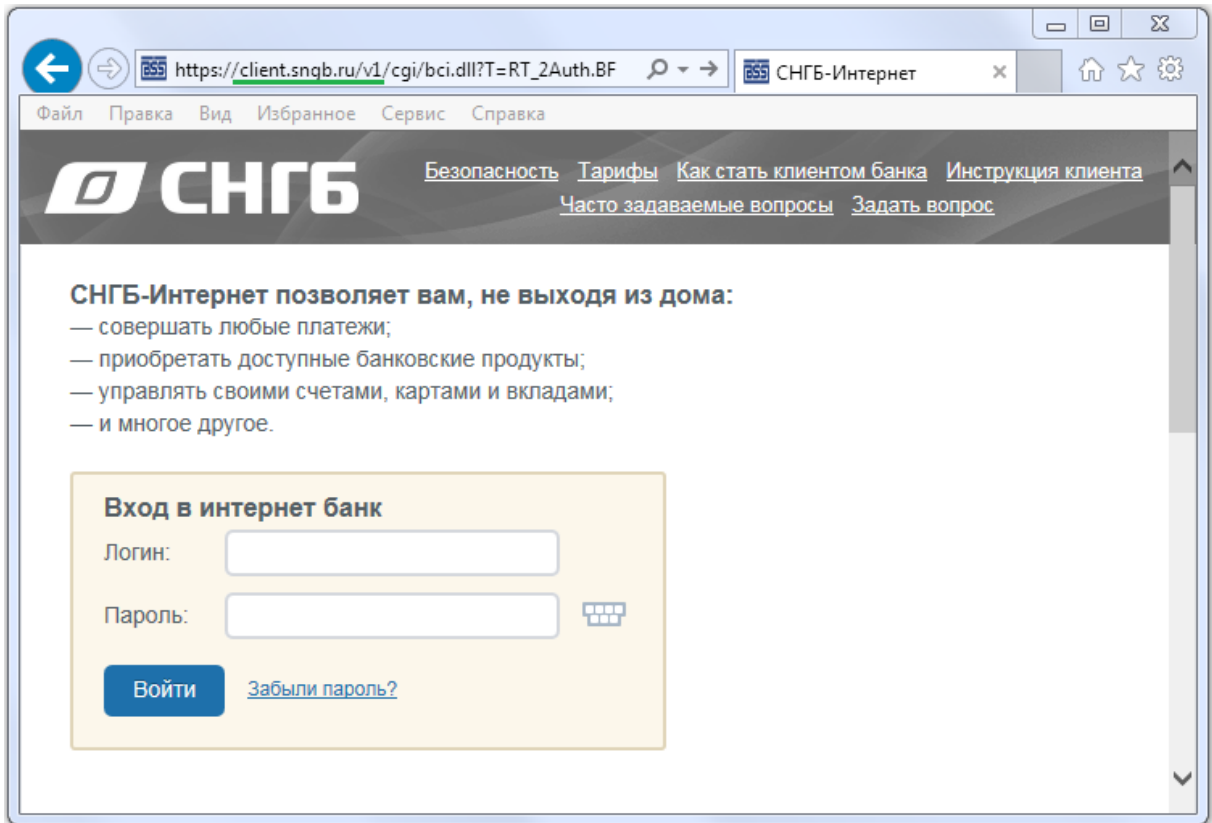 https://client.sngb.ru/v1/cgi/bci.dll?T=RT_2Auth.BF
BSS СНГБ-Интернет
Файл Правка Вид Избранное Сервис Справка
СНГБ
Безопасность Тарифы Как стать клиентом банка Инструкция клиента
Часто задаваемые вопросы Задать вопрос
СНГБ-Интернет позволяет вам, не выходя из дома:
— совершать любые платежи;
— приобретать доступные банковские продукты;
— управлять своими счетами, картами и вкладами;
— и многое другое.
Вход в интернет банк
Логин:
Пароль:
Войти Забыли пароль?